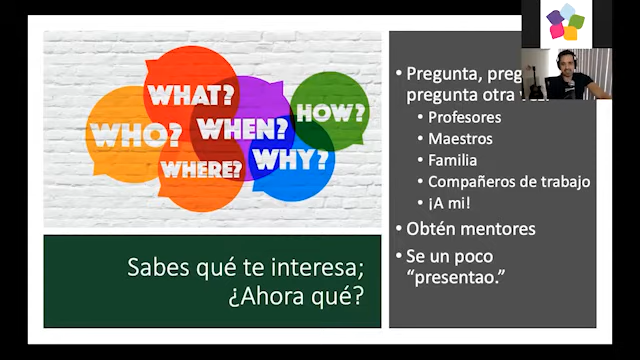 WHAT?
HOW?
WHO?
WHEN?
WHERE?
WHY?
Sabes qué te interesa;
¿Ahora qué?
• Pregunta,
pregunta otra
• Profesores
• Maestros
• Familia
• Compañeros de trabajo
• ¡A mi!
• Obtén mentores
• Se un poco
“presentao.”